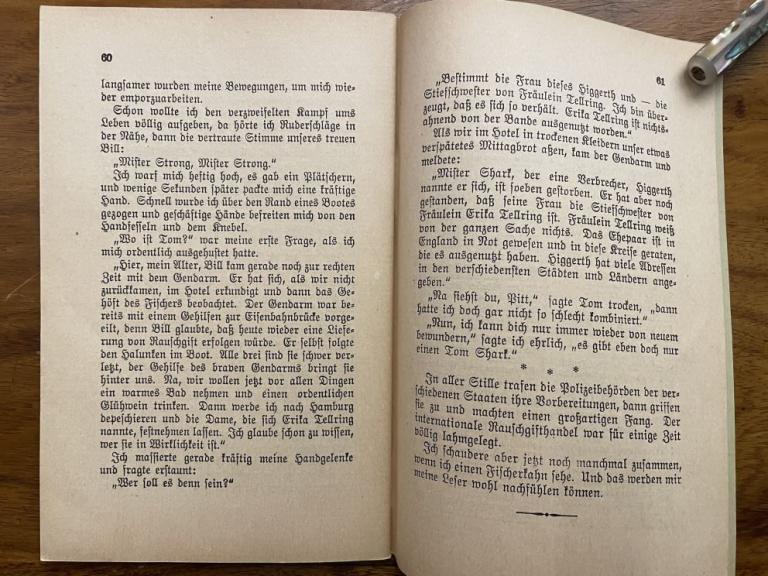 60
langsamer wurden meine Bewegungen, um mich wie-
der emporzuarbeiten.
Schon wollte ich den verzweifelten Kampf ums
Leben völlig aufgeben, da hörte ich Ruderschläge in
der Nähe, dann die vertraute Stimme unseres treuen
Bill:
„Mister Strong, Mister Strong.“
Ich warf mich heftig hoch, es gab ein Plätschern,
und wenige Sekunden später packte mich eine kräftige
Hand. Schnell wurde ich über den Rand eines Bootes
gezogen und geschäftige Hände befreiten mich von den
Handfesseln und dem Knebel.
„Wo ist Tom?“ war meine erste Frage, als ich
mich ordentlich ausgehustet hatte.
„Hier, mein Alter, Bill kam gerade noch zur rechten
Zeit mit dem Gendarm. Er hat sich, als wir nicht
zurückkamen, im Hotel erkundigt und dann das Ge-
höft des Fischers beobachtet. Der Gendarm war be-
reits mit einem Gehilfen zur Eisenbahnbrücke vorge-
eilt, denn Bill glaubte, daß heute wieder eine Liefe-
rung von Rauschgift erfolgen würde. Er selbst folgte
den Halunken im Boot. Alle drei sind sie schwer ver-
letzt, der Gehilfe des braven Gendarms bringt sie
hinter uns. Na, wir wollen jetzt vor allen Dingen
ein warmes Bad nehmen und einen ordentlichen
Glühwein trinken. Dann werde ich nach Hamburg
depeschieren und die Dame, die sich Erika Tellring
nannte, festnehmen lassen. Ich glaube schon zu wissen,
wer sie in Wirklichkeit ist.“
Ich massierte gerade kräftig meine Handgelenke
und fragte erstaunt:
„Wer soll es denn sein?“
61
„Bestimmt die Frau dieses Higgerth und — die
Stiefschwester von Fräulein Tellring. Ich bin über-
zeugt, daß es sich so verhält. Erika Tellring ist nichts-
ahnend von der Bande ausgenutzt worden.“
Als wir im Hotel in trockenen Kleidern unser etwas
verspätetes Mittagbrot aßen, kam der Gendarm und
meldete:
„Mister Shark, der eine Verbrecher, Higgerth
nannte er sich, ist soeben gestorben. Er hat aber noch
gestanden, daß seine Frau die Stiefschwester von
Fräulein Erika Tellring ist. Fräulein Tellring weiß
von der ganzen Sache nichts. Das Ehepaar ist in
England in Not gewesen und in diese Kreise geraten,
die es ausgenutzt haben. Higgerth hat viele Adressen
in den verschiedensten Städten und Ländern ange-
geben.“
„Na siehst du, Pitt,“ sagte Tom trocken, „dann
hatte ich doch gar nicht so schlecht kombiniert.“
„Nun, ich kann dich nur immer wieder von neuem
bewundern,“ sagte ich ehrlich, „es gibt eben doch nur
einen Tom Shark.“
* * *
In aller Stille trafen die Polizeibehörden der ver-
schiedenen Staaten ihre Vorbereitungen, dann griffen
sie zu und machten einen großartigen Fang. Der
internationale Rauschgifthandel war für einige Zeit
völlig lahmgelegt.
Ich schaudere aber jetzt noch manchmal zusammen,
wenn ich einen Fischerkahn sehe. Und das werden mir
meine Leser wohl nachfühlen können.